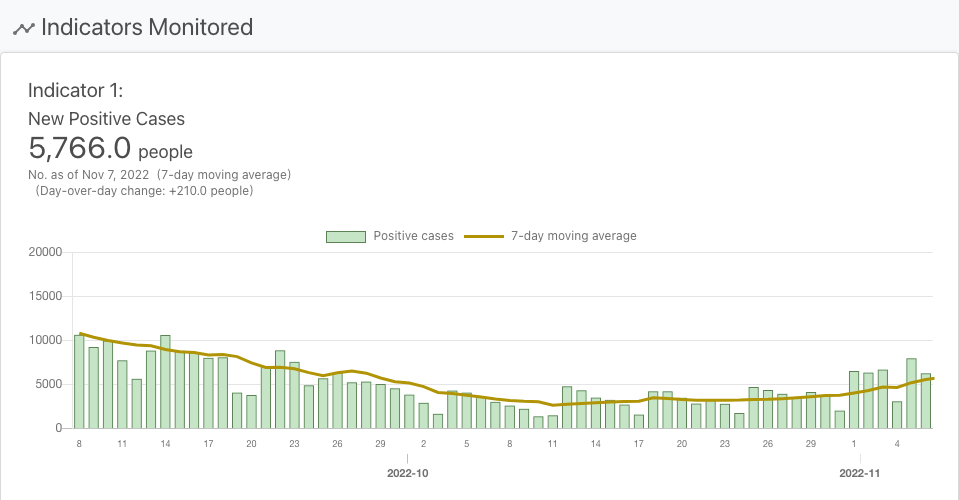 Indicators Monitored
Indicator 1:
New Positive Cases
5,766.0 people
No. as of Nov 7, 2022 (7-day moving average)
(Day-over-day change: +210.0 people)
Positive cases 7-day moving average
20000
15000
10000
5000
0
8 11 14 17 20 23 26 29 2 5 8 11 14 17 20 23 26 29 1 4
2022-10 2022-11